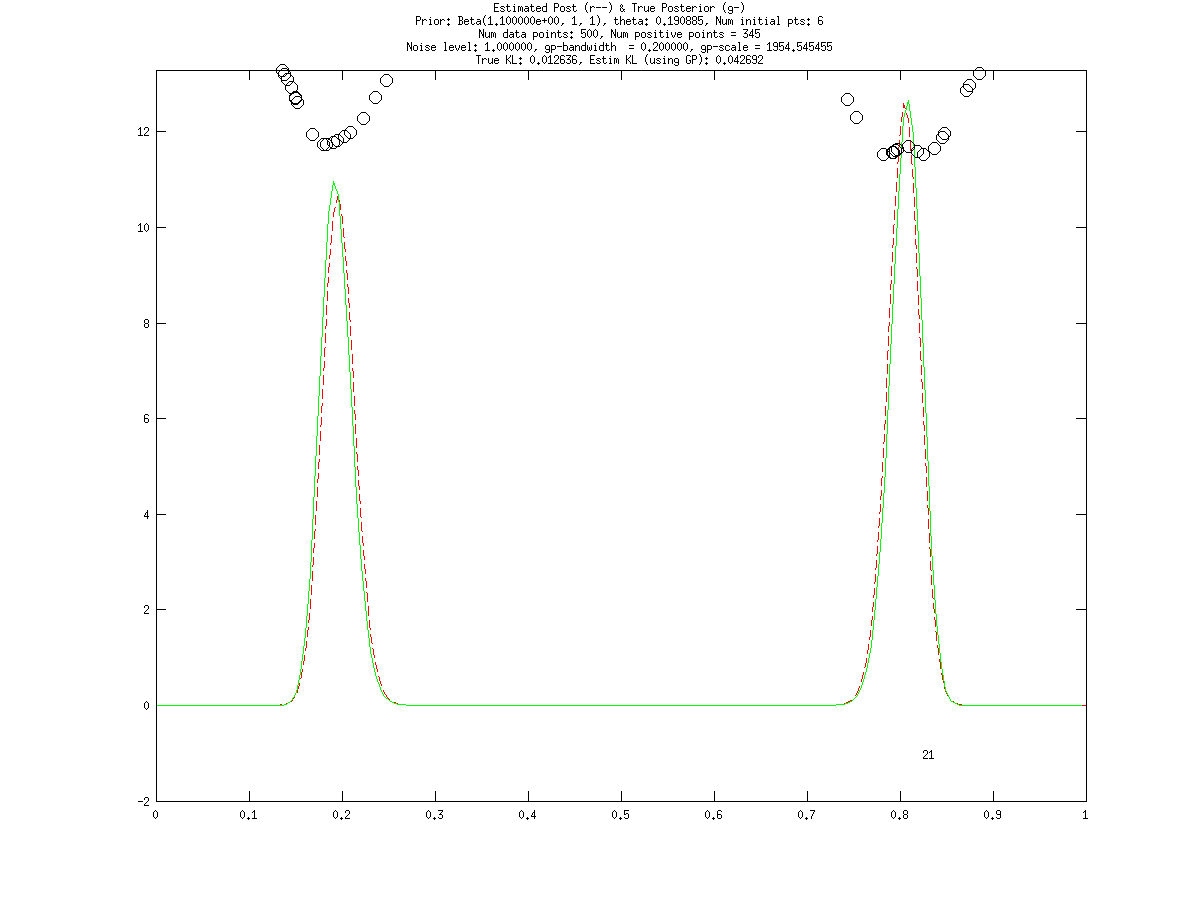 Estimated Post (r--) & True Posterior (g-)
Prior: Beta(1.100000e+00, 1, 1), theta: 0.190885, Num initial pts: 6
Num data points: 500, Num positive points = 345
Noise level: 1.000000, gp-bandwidth  = 0.200000, gp-scale = 1954.545455
True KL: 0.012636, Estim KL (using GP): 0.042692
12
10
8
6
4
2
0
21
-2
0 0.1 0.2 0.3 0.4 0.5 0.6 0.7 0.8 0.9 1